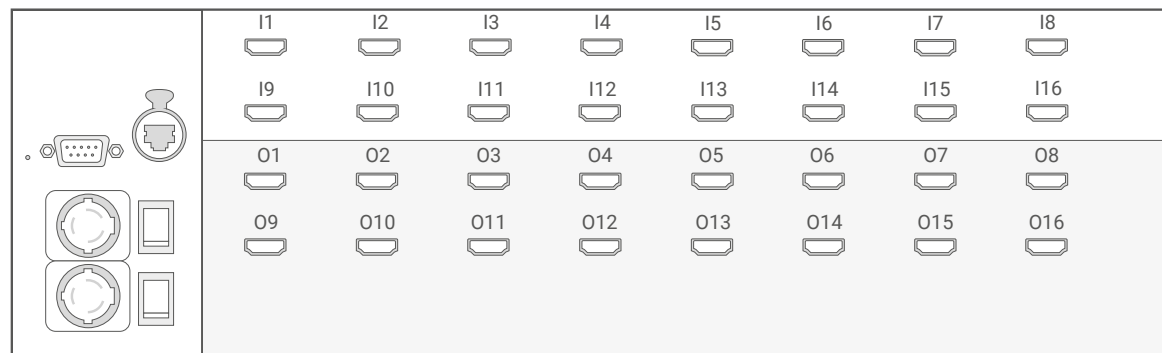 I1 I2 I3 I4 I5 I6 I7 I8
I9 I10 I11 I12 I13 I14 I15 I16
O1 O2 O3 O4 O5 O6 O7 O8
O9 O10 O11 O12 O13 O14 O15 O16